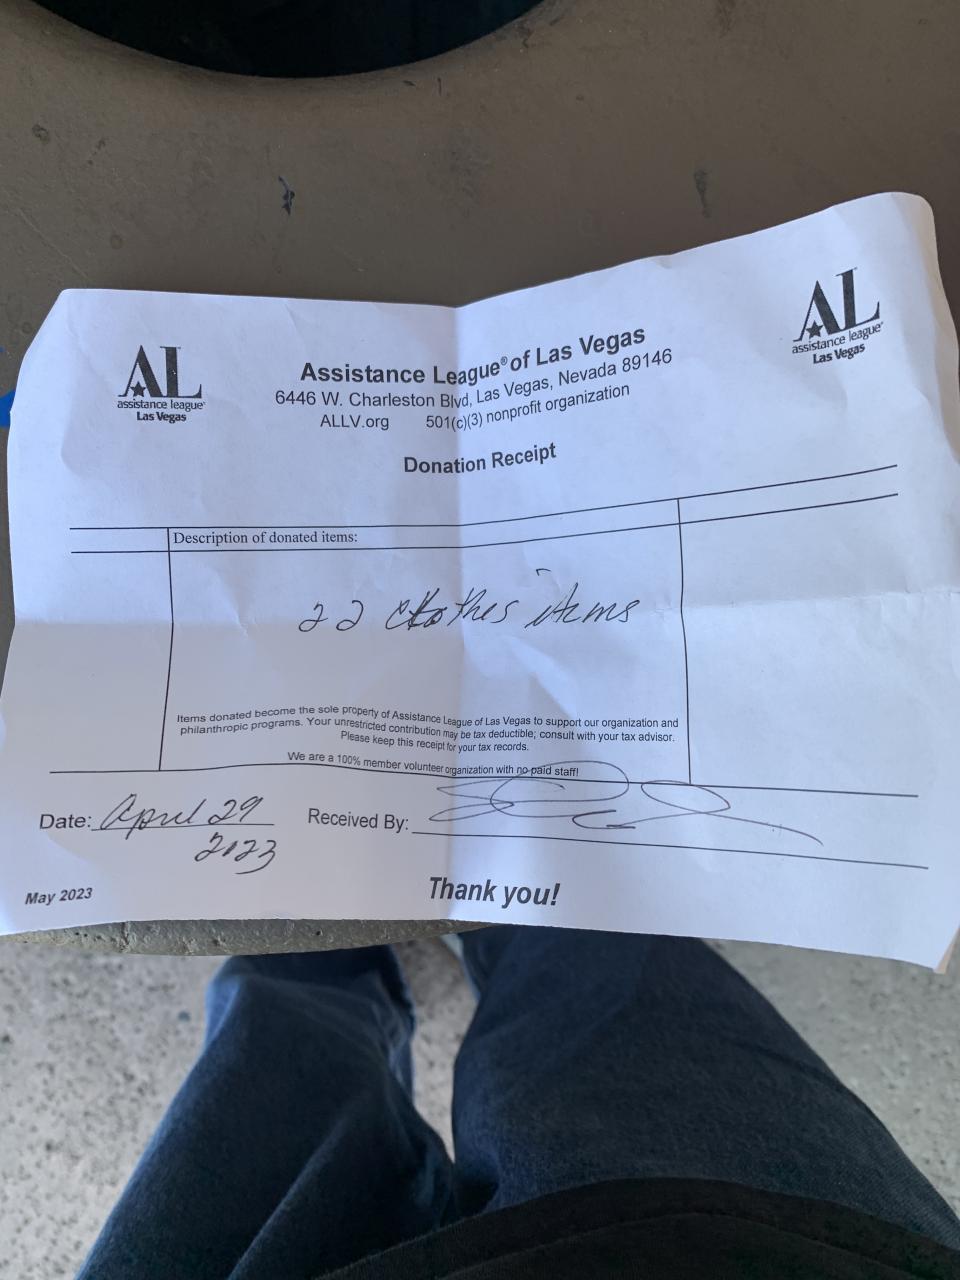 AL
assistance league®
Las Vegas
AL
assistance league®
Las Vegas
Assistance League® of Las Vegas
6446 W. Charleston Blvd, Las Vegas, Nevada 89146
ALLV.org 501(c)(3) nonprofit organization
Donation Receipt
Description of donated items:
22 clothes items
Items donated become the sole property of Assistance League of Las Vegas to support our organization and
philanthropic programs. Your unrestricted contribution may be tax deductible; consult with your tax advisor.
Please keep this receipt for your tax records.
We are a 100% member volunteer organization with no paid staff!
Date: April 29
2023
Received By:
May 2023
Thank you!